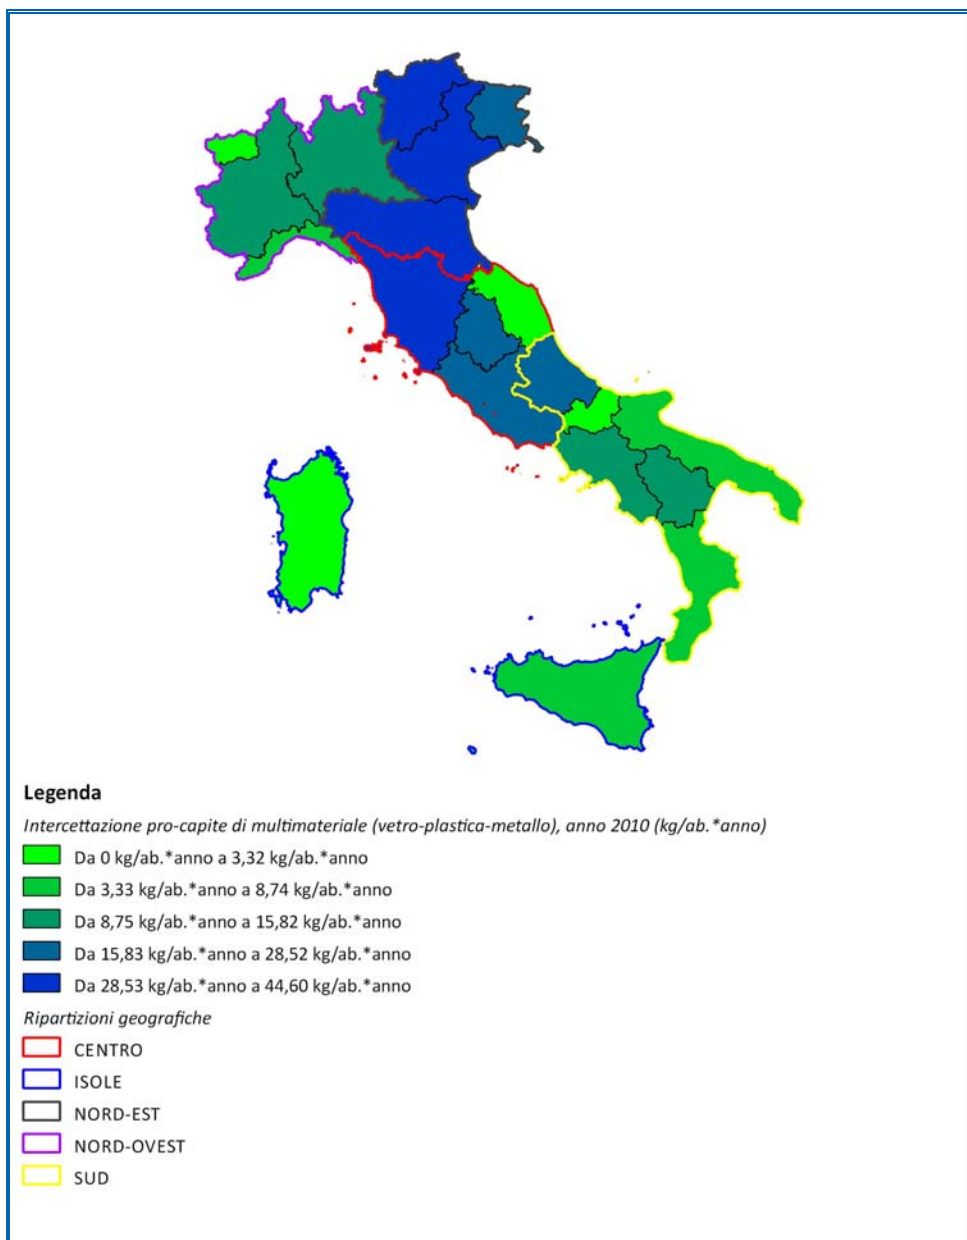 Legenda
Intercettazione pro-capite di multimateriale (vetro-plastica-metallo), anno 2010 (kg/ab.*anno)
Da 0 kg/ab.*anno a 3,32 kg/ab.*anno
Da 3,33 kg/ab.*anno a 8,74 kg/ab.*anno
Da 8,75 kg/ab.*anno a 15,82 kg/ab.*anno
Da 15,83 kg/ab.*anno a 28,52 kg/ab.*anno
Da 28,53 kg/ab.*anno a 44,60 kg/ab.*anno
Ripartizioni geografiche
CENTRO
ISOLE
NORD-EST
NORD-OVEST
SUD